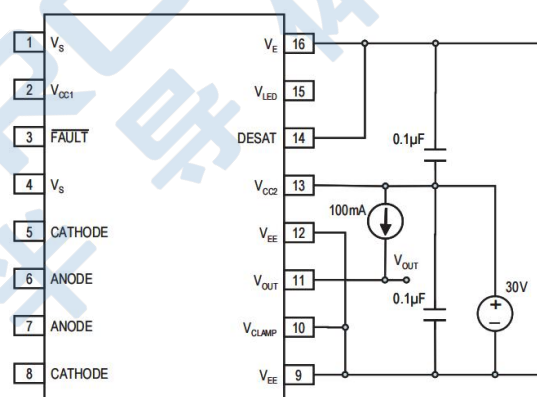 1 VS
2 VCC1
3 FAULT
4 VS
5 CATHODE
6 ANODE
7 ANODE
8 CATHODE
VE 16
VLED 15
DESAT 14
VCC2 13
VEE 12
VOUT 11
VCLAMP 10
VEE 9
0.1µF
100mA
VOUT
0.1µF
30V
+
−
导